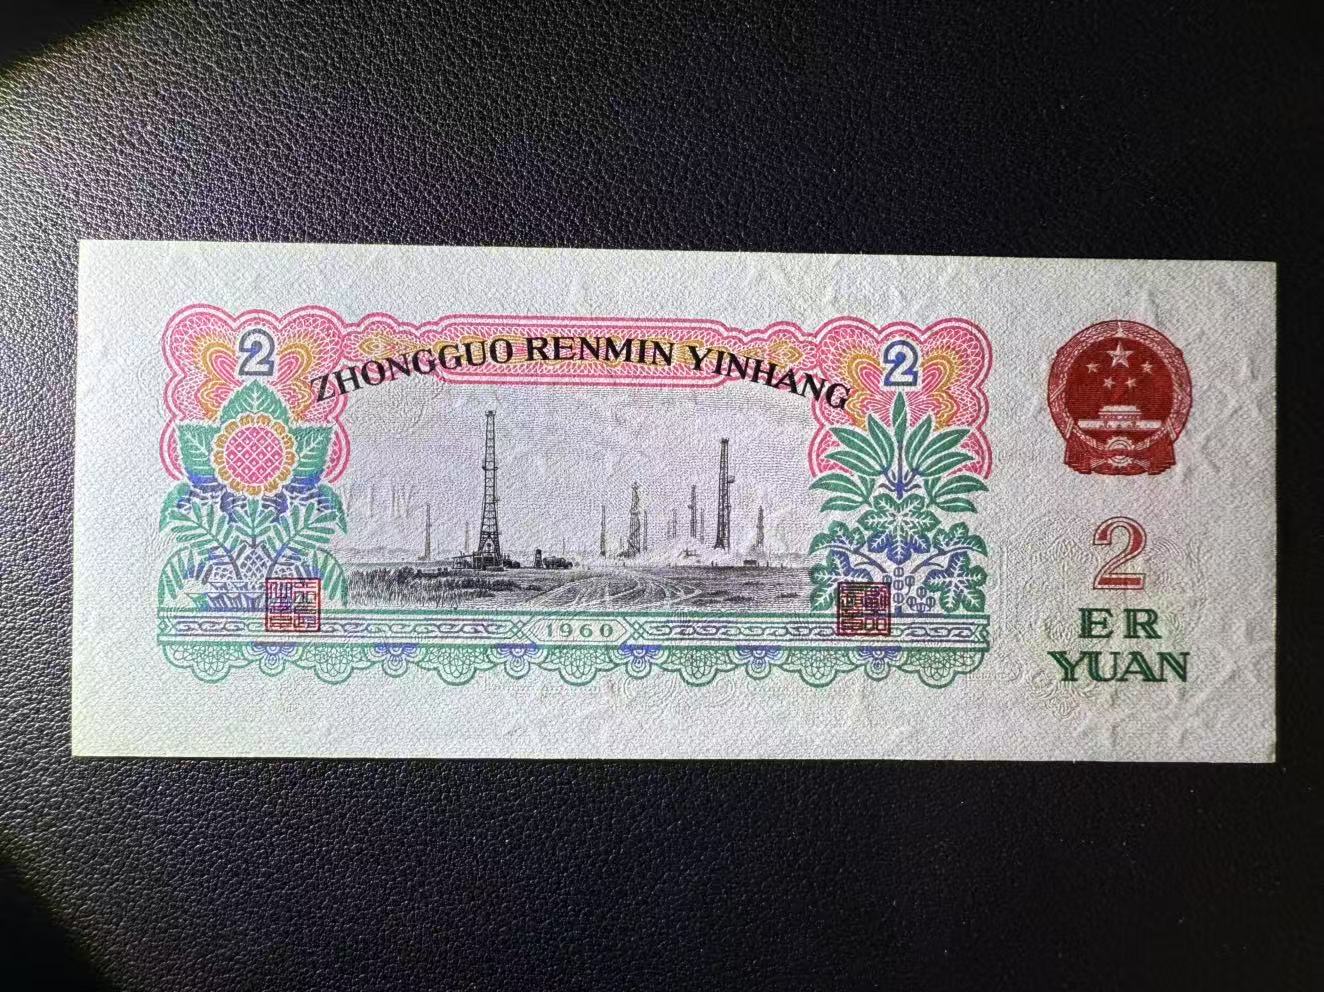 2
ZHONGGUO RENMIN YINHANG
2
1960
2
ER
YUAN